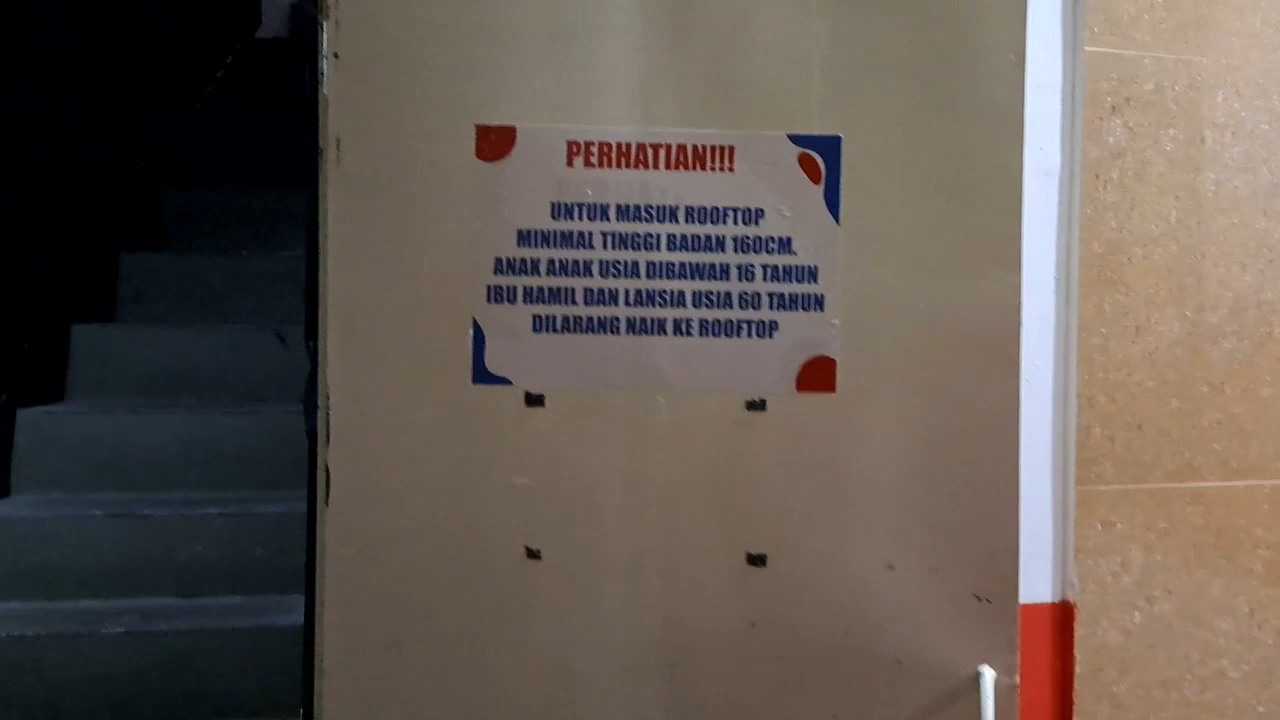 PERHATIAN!!!
UNTUK MASUK ROOFTOP
MINIMAL TINGGI BADAN 160CM.
ANAK ANAK USIA DIBAWAH 16 TAHUN
IBU HAMIL DAN LANSIA USIA 60 TAHUN
DILARANG NAIK KE ROOFTOP